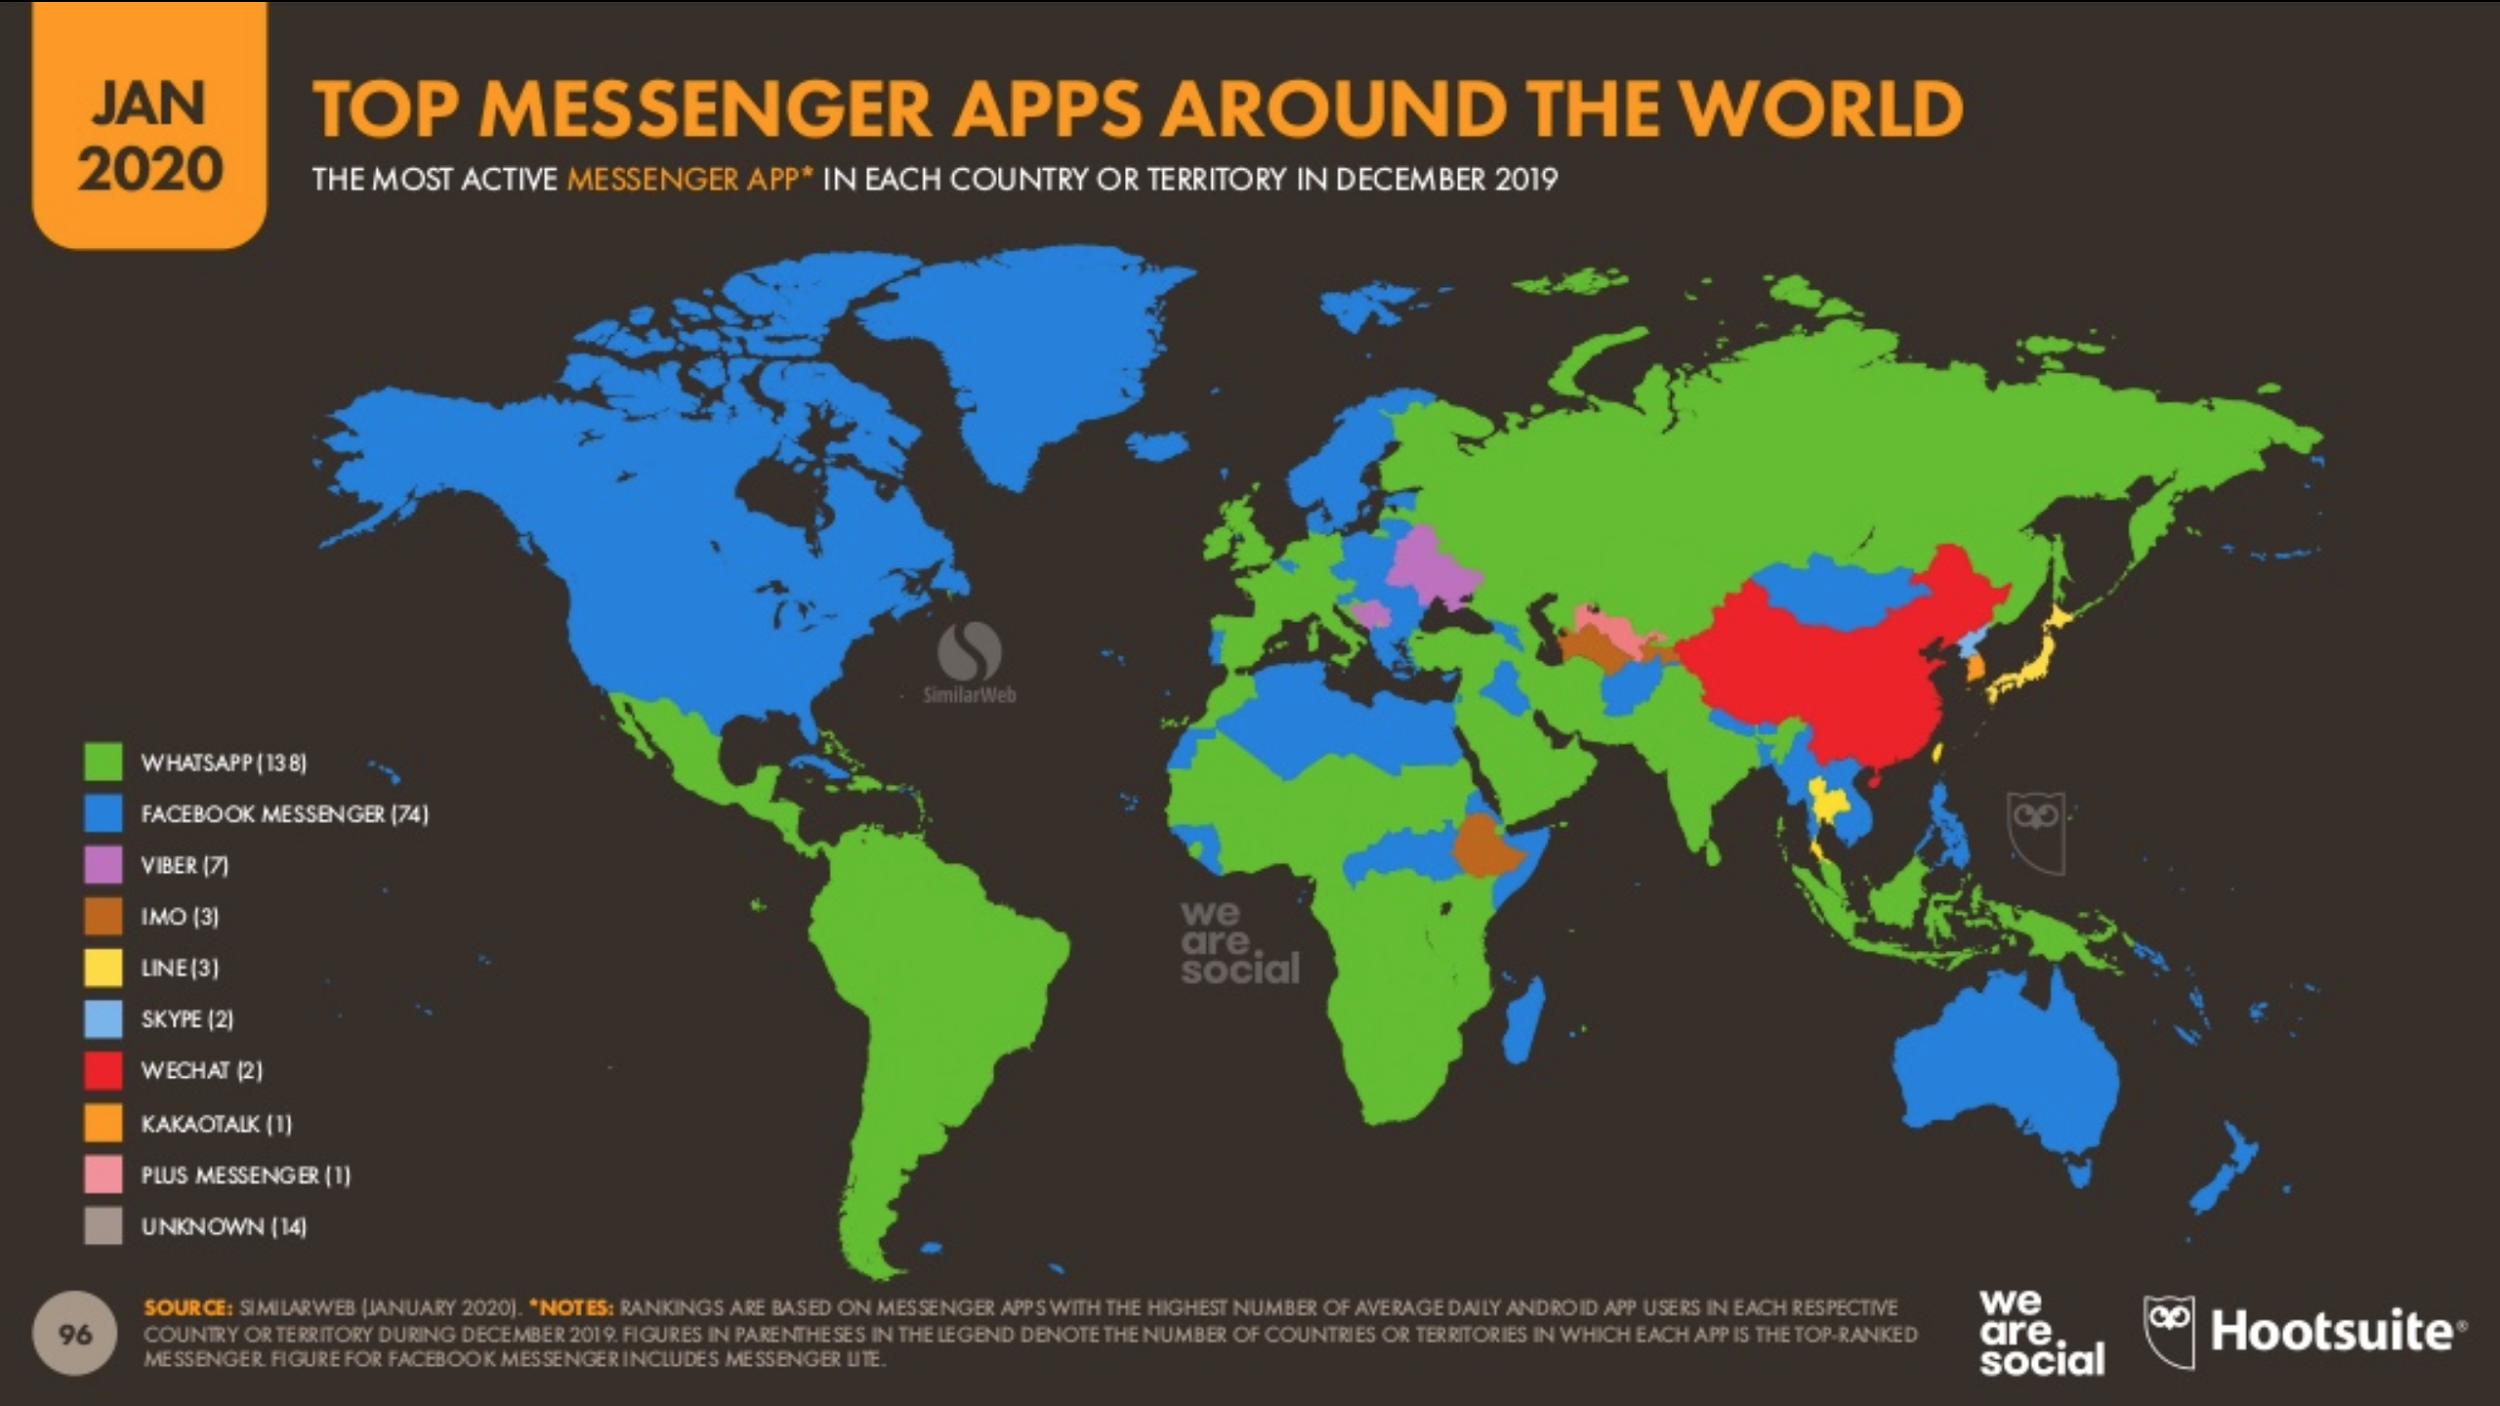 JAN
2020
TOP MESSENGER APPS AROUND THE WORLD
THE MOST ACTIVE MESSENGER APP* IN EACH COUNTRY OR TERRITORY IN DECEMBER 2019
SimilarWeb
WHATSAPP (138)
FACEBOOK MESSENGER (74)
VIBER (7)
IMO (3)
LINE (3)
SKYPE (2)
WECHAT (2)
KAKAOTALK (1)
PLUS MESSENGER (1)
UNKNOWN (14)
we
are
social
96
SOURCE: SIMILARWEB (JANUARY 2020). *NOTES: RANKINGS ARE BASED ON MESSENGER APPS WITH THE HIGHEST NUMBER OF AVERAGE DAILY ANDROID APP USERS IN EACH RESPECTIVE
COUNTRY OR TERRITORY DURING DECEMBER 2019. FIGURES IN PARENTHESES IN THE LEGEND DENOTE THE NUMBER OF COUNTRIES OR TERRITORIES IN WHICH EACH APP IS THE TOP-RANKED
MESSENGER. FIGURE FOR FACEBOOK MESSENGER INCLUDES MESSENGER LITE.
we
are
social
Hootsuite®